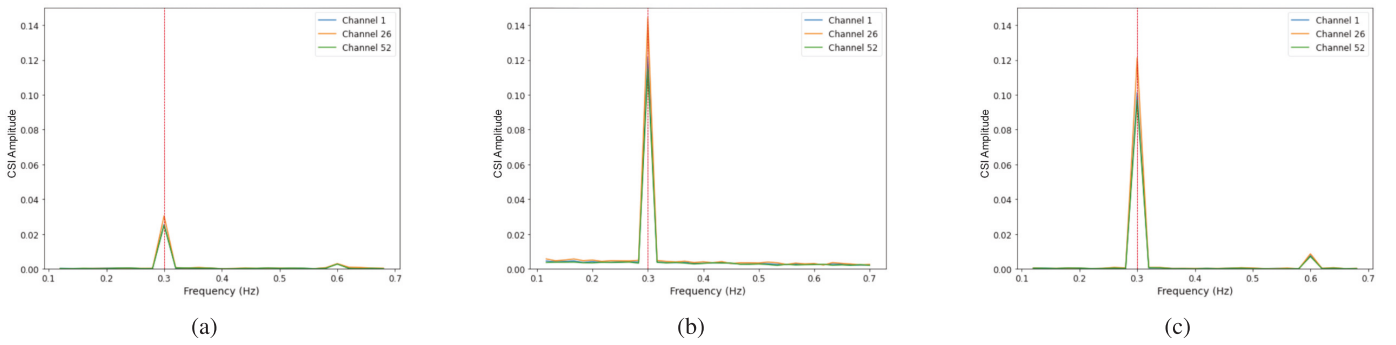 0.14
0.12
0.10
0.08
0.06
0.04
0.02
0.00
CSI Amplitude
0.1 0.2 0.3 0.4 0.5 0.6 0.7
Frequency (Hz)
Channel 1
Channel 26
Channel 52
(a)
0.14
0.12
0.10
0.08
0.06
0.04
0.02
0.00
CSI Amplitude
0.1 0.2 0.3 0.4 0.5 0.6 0.7
Frequency (Hz)
Channel 1
Channel 26
Channel 52
(b)
0.14
0.12
0.10
0.08
0.06
0.04
0.02
0.00
CSI Amplitude
0.1 0.2 0.3 0.4 0.5 0.6 0.7
Frequency (Hz)
Channel 1
Channel 26
Channel 52
(c)